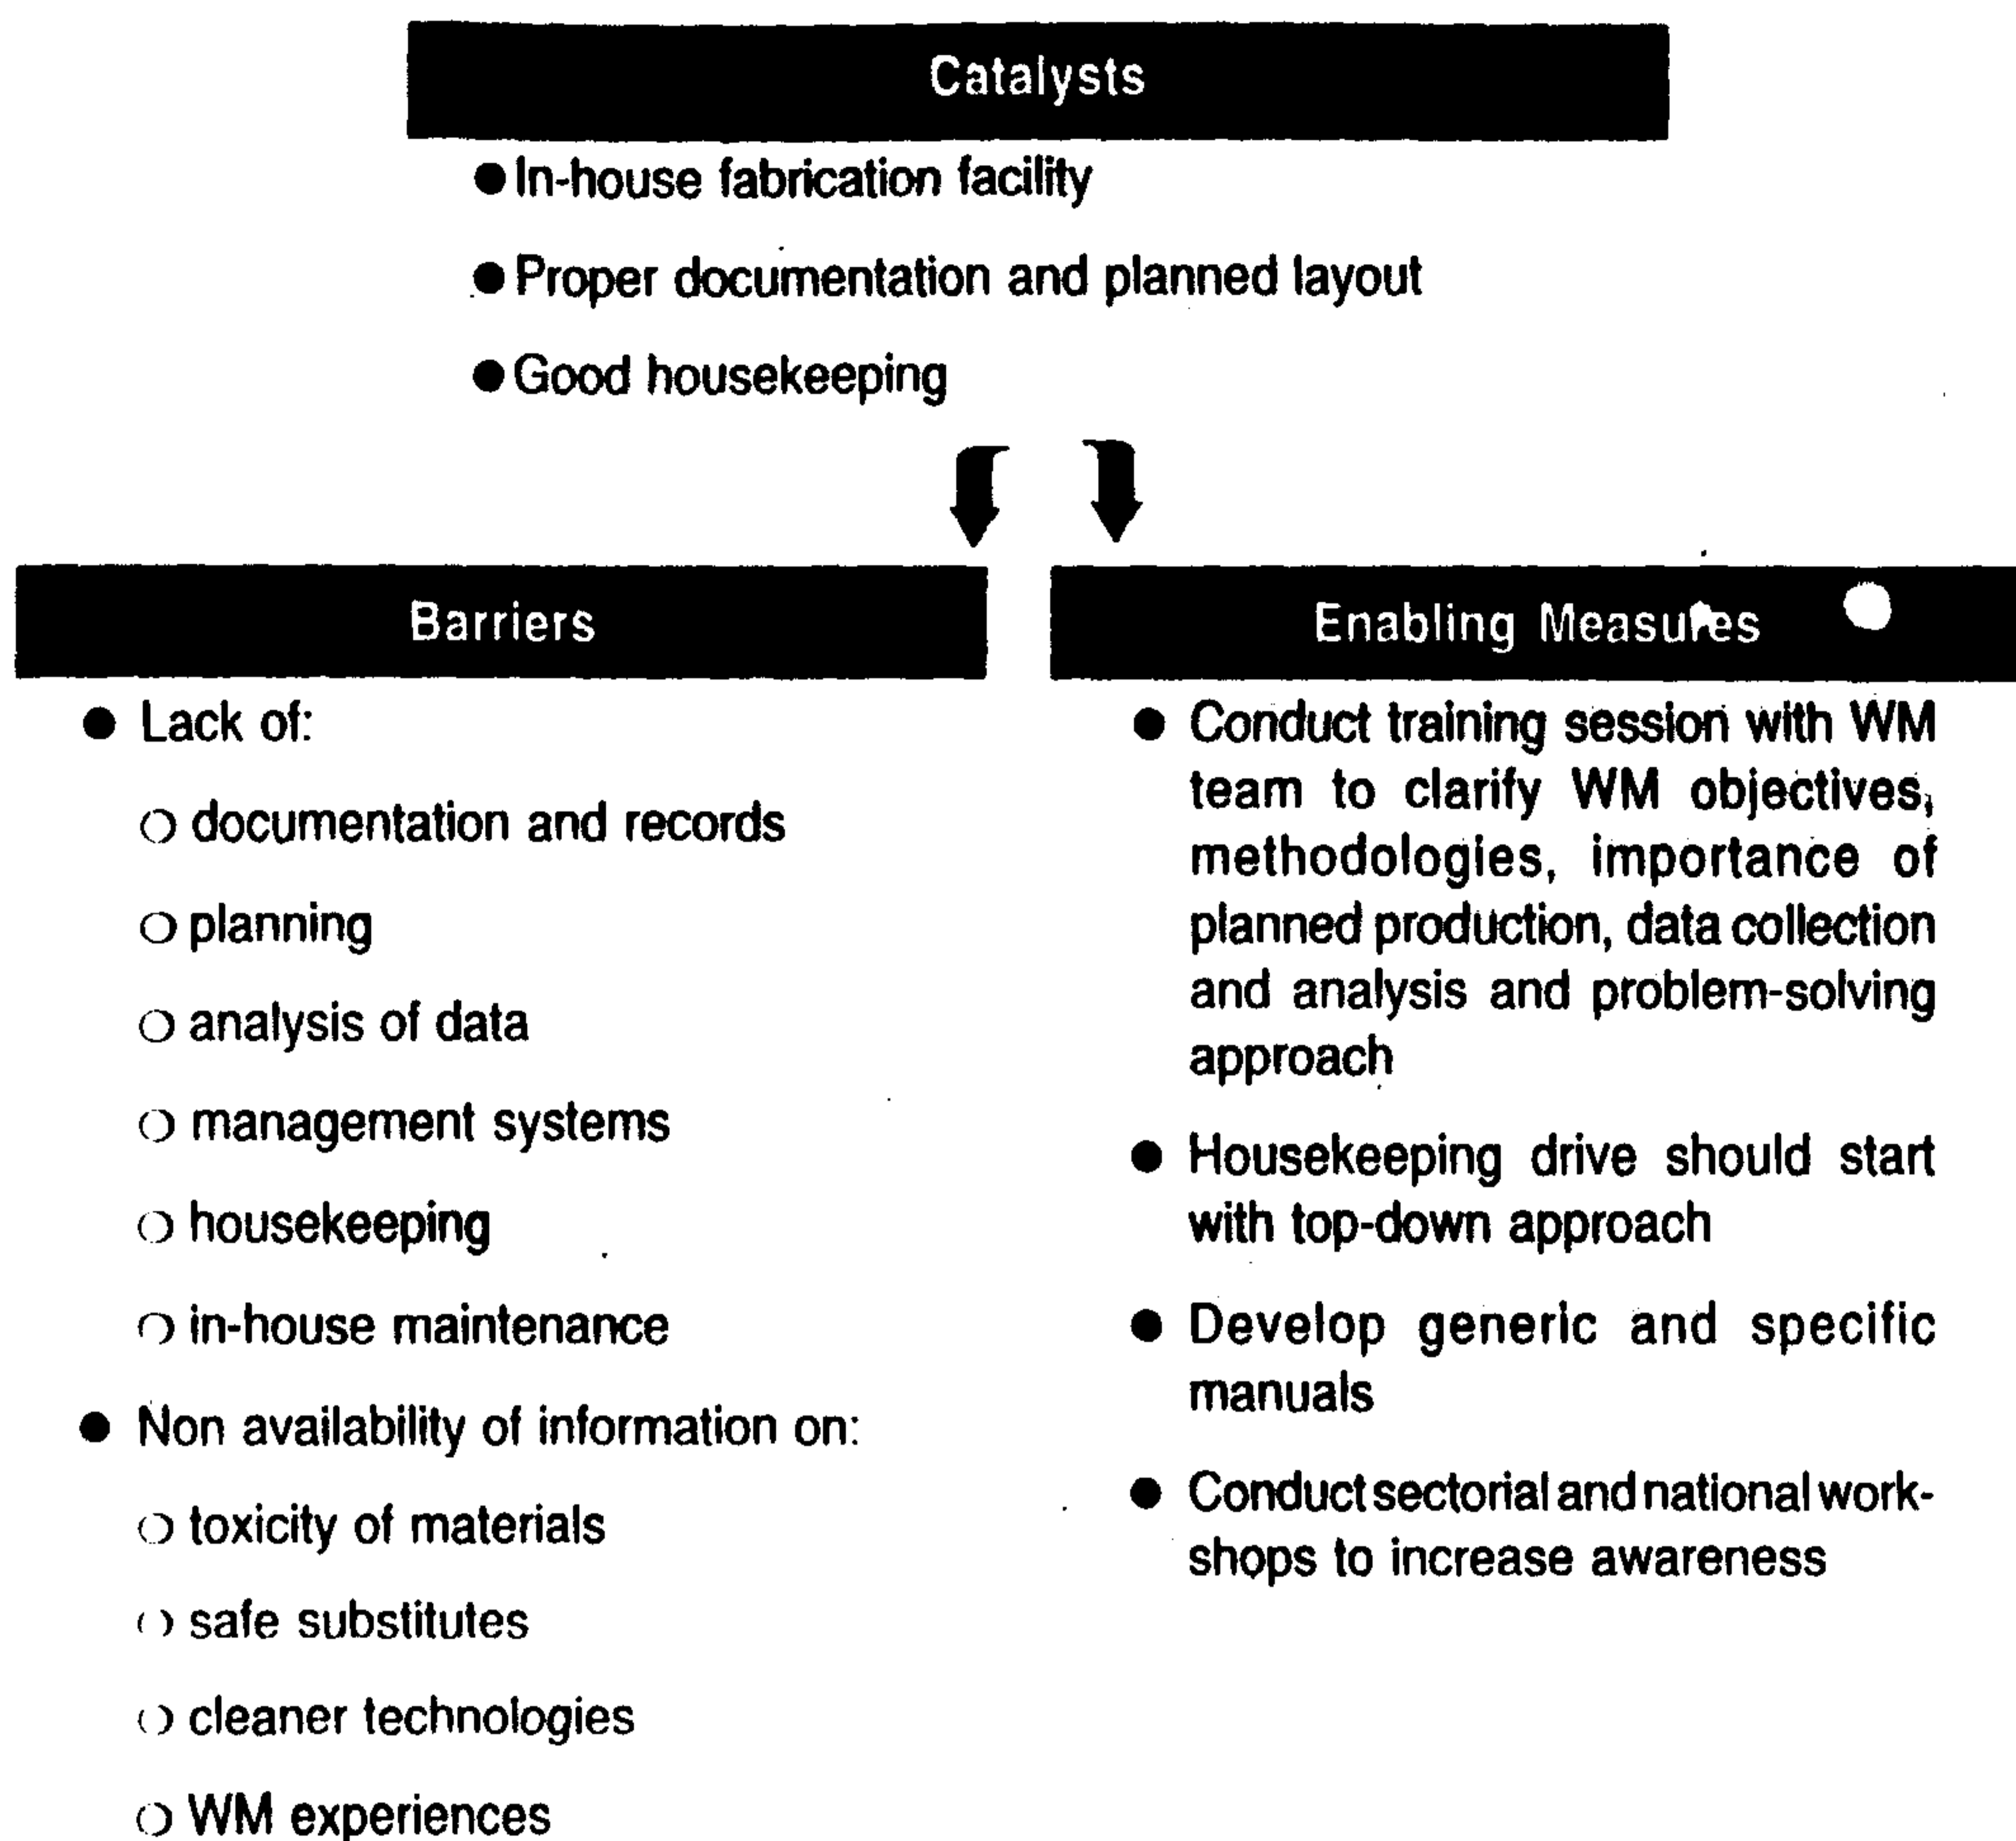 Catalysts
● In-house fabrication facility
● Proper documentation and planned layout
● Good housekeeping
Barriers
● Lack of:
○ documentation and records
○ planning
○ analysis of data
○ management systems
○ housekeeping
○ in-house maintenance
● Non availability of information on:
○ toxicity of materials
○ safe substitutes
○ cleaner technologies
○ WM experiences
Enabling Measures
● Conduct training session with WM
team to clarify WM objectives,
methodologies, importance of
planned production, data collection
and analysis and problem-solving
approach
● Housekeeping drive should start
with top-down approach
● Develop generic and specific
manuals
● Conduct sectorial and national work-
shops to increase awareness